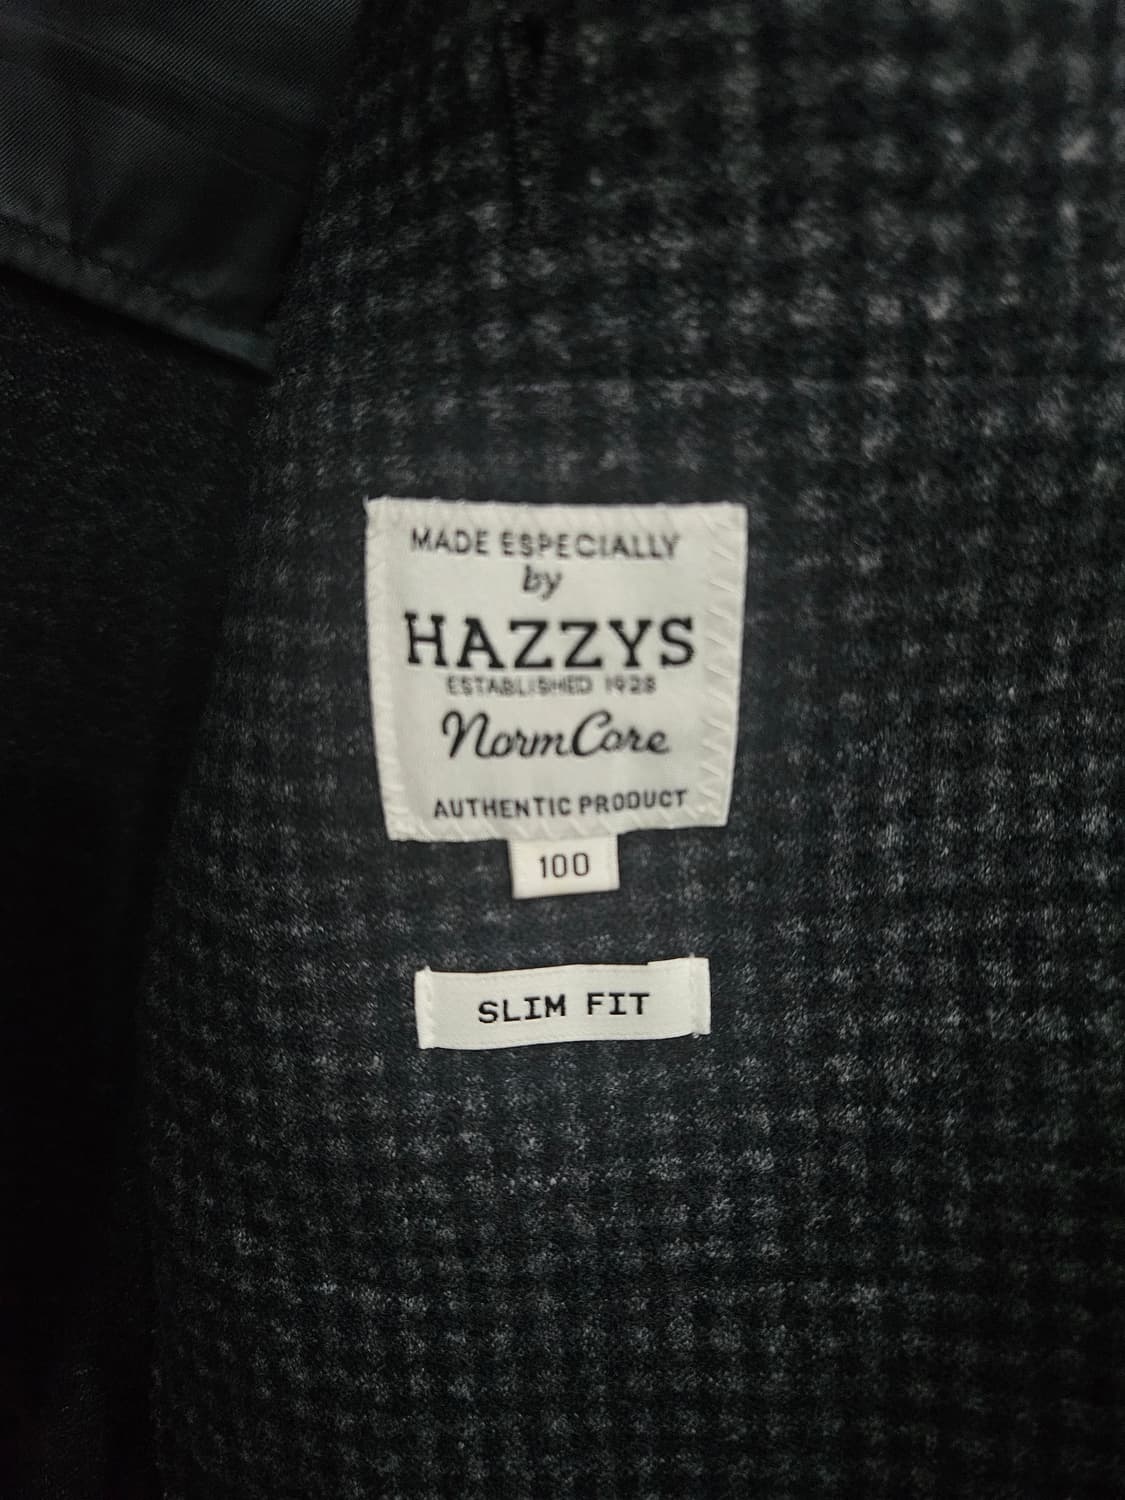 MADE ESPECIALLY
by
HAZZYS
ESTABLISHED 1928
NormCore
AUTHENTIC PRODUCT
100
SLIM FIT